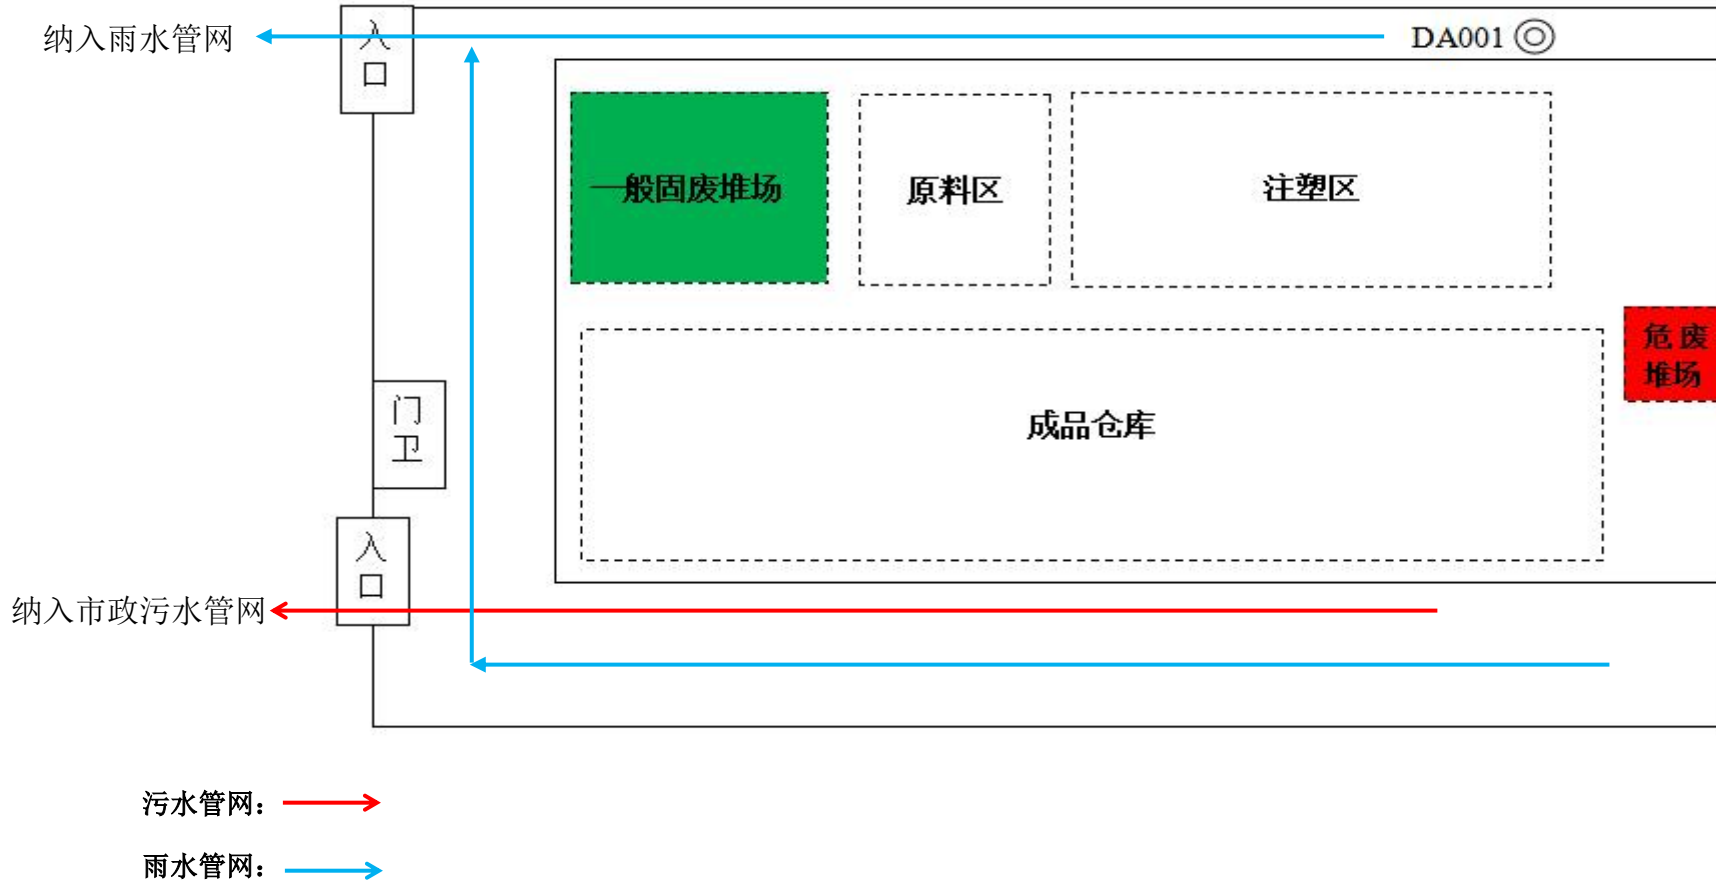 纳入雨水管网
入
口
DA001
一般固废堆场
原料区
注塑区
危废
堆场
门
卫
成品仓库
入
口
纳入市政污水管网
污水管网：
雨水管网：